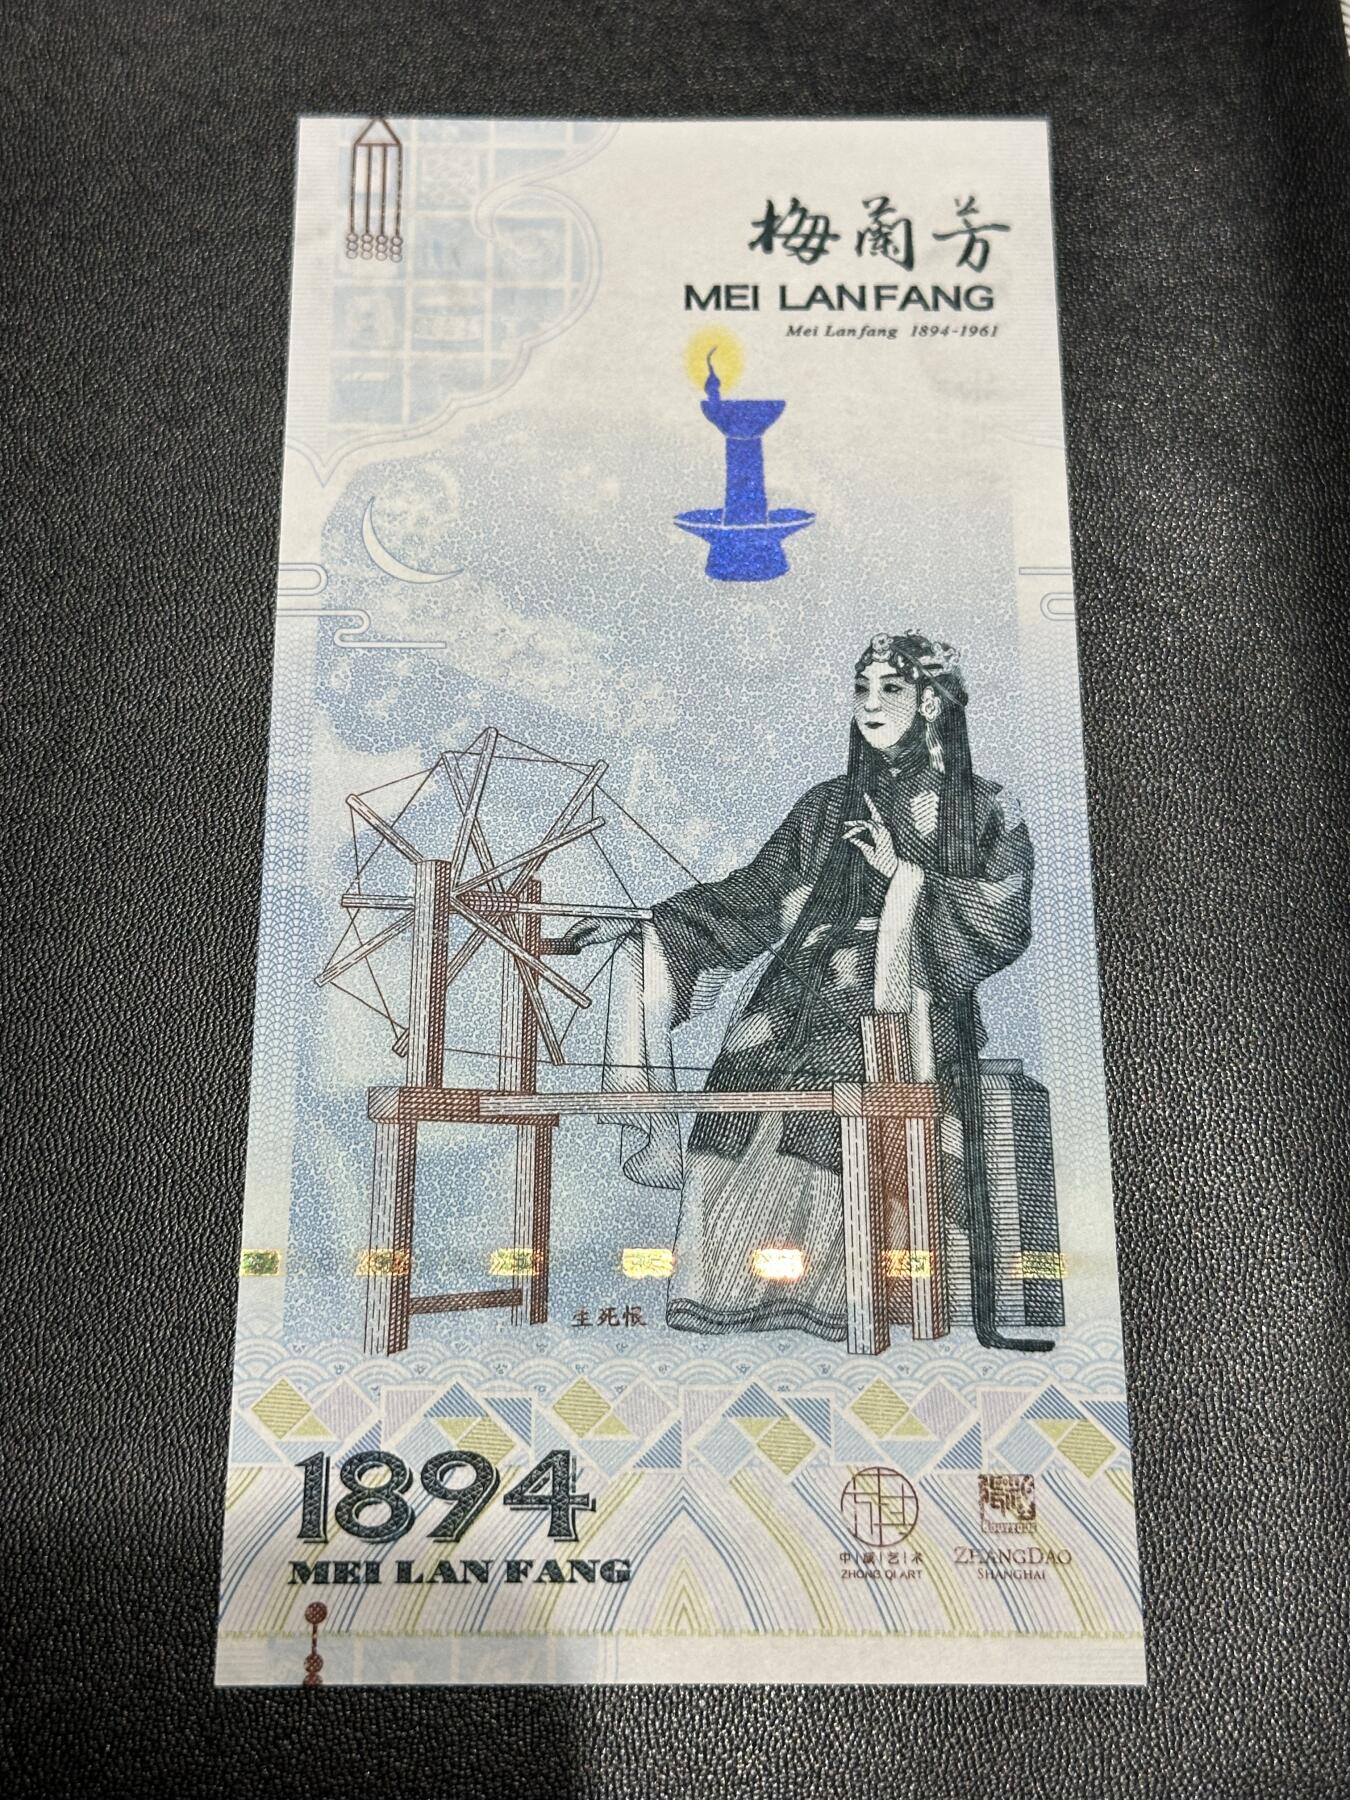 梅蘭芳
MEI LANFANG
Mei Lanfang 1894-1961
生死恨
1894
MEI LAN FANG
中|祺|艺|术
ZHONG QI ART
ZHANGDAO
SHANGHAI